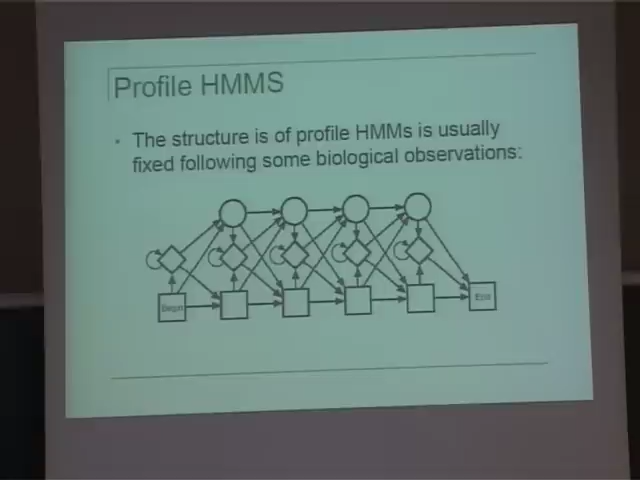 Profile HMMS
• The structure is of profile HMMs is usually
fixed following some biological observations:
Begin
End